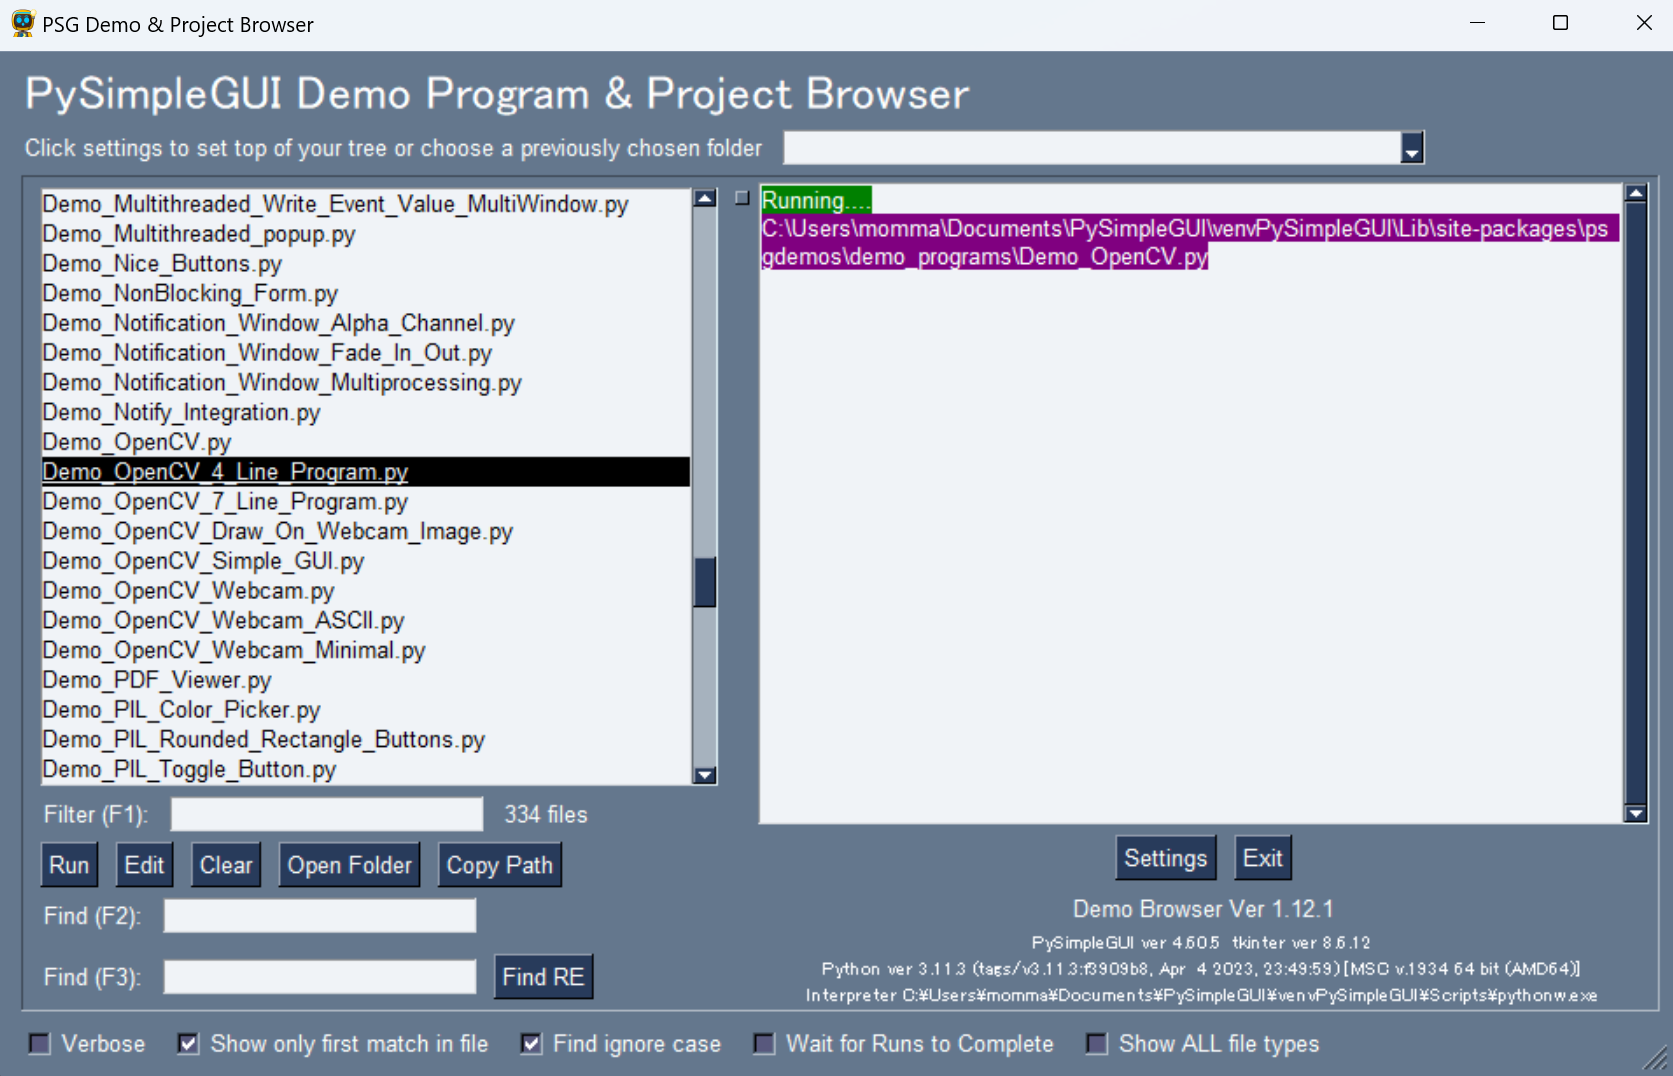 PSG Demo & Project Browser
PySimpleGUI Demo Program & Project Browser
Click settings to set top of your tree or choose a previously chosen folder
Demo_Multithreaded_Write_Event_Value_MultiWindow.py
Demo_Multithreaded_popup.py
Demo_Nice_Buttons.py
Demo_NonBlocking_Form.py
Demo_Notification_Window_Alpha_Channel.py
Demo_Notification_Window_Fade_In_Out.py
Demo_Notification_Window_Multiprocessing.py
Demo_Notify_Integration.py
Demo_OpenCV.py
Demo_OpenCV_4_Line_Program.py
Demo_OpenCV_7_Line_Program.py
Demo_OpenCV_Draw_On_Webcam_Image.py
Demo_OpenCV_Simple_GUI.py
Demo_OpenCV_Webcam.py
Demo_OpenCV_Webcam_ASCII.py
Demo_OpenCV_Webcam_Minimal.py
Demo_PDF_Viewer.py
Demo_PIL_Color_Picker.py
Demo_PIL_Rounded_Rectangle_Buttons.py
Demo_PIL_Toggle_Button.py
Filter (F1):
334 files
Run
Edit
Clear
Open Folder
Copy Path
Find (F2):
Find (F3):
Find RE
Running....
C:\Users\momma\Documents\PySimpleGUI\venvPySimpleGUI\Lib\site-packages\ps
gdemos\demo_programs\Demo_OpenCV.py
Settings
Exit
Demo Browser Ver 1.12.1
PySimpleGUI ver 4.60.5 tkinter ver 8.6.12
Python ver 3.11.3 (tags/v3.11.3:f3909b8, Apr 4 2023, 23:49:59) [MSC v.1934 64 bit (AMD64)]
Interpreter C:¥Users¥momma¥Documents¥PySimpleGUI¥venvPySimpleGUI¥Scripts¥pythonw.exe
Verbose
Show only first match in file
Find ignore case
Wait for Runs to Complete
Show ALL file types